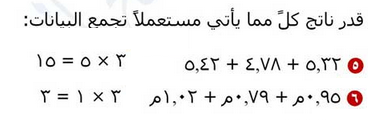 قدر ناتج كلً مما يأتي مستعملاً تجمع البيانات:
٥ ٥,٣٢ + ٤,٧٨ + ٥,٤٢ ٣ × ٥ = ١٥
٦ ٠,٩٥م + ٠,٧٩م + ١,٠٢م ٣ × ١ = ٣